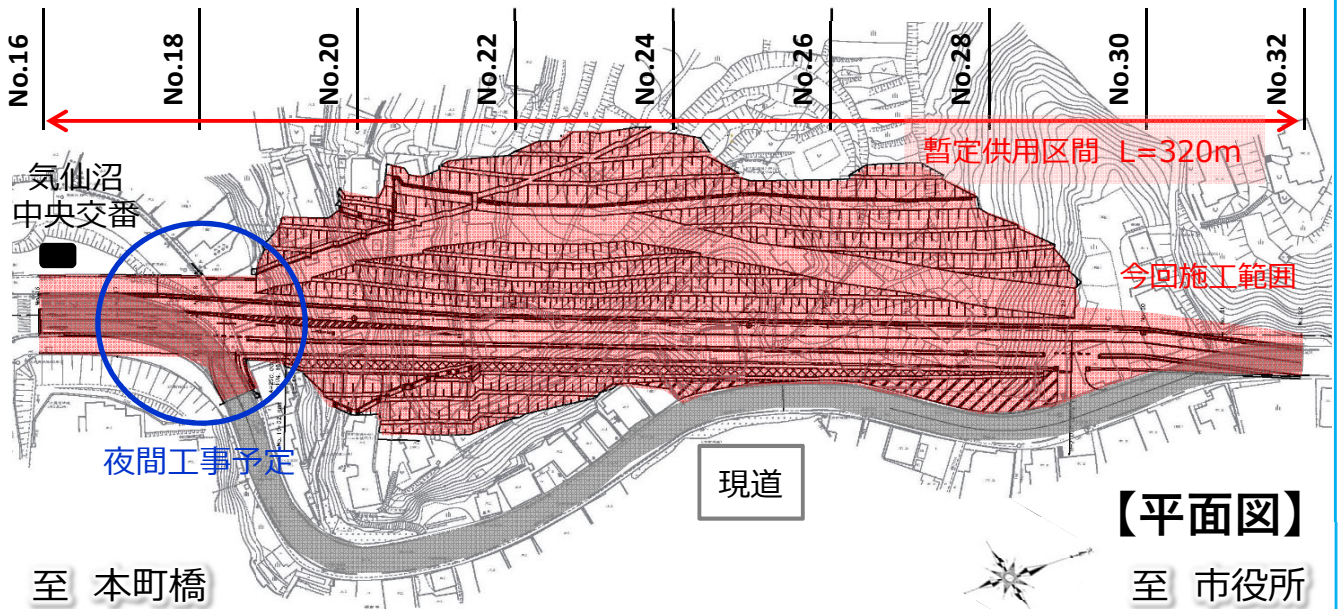 No.16
No.18
No.20
No.22
No.24
No.26
No.28
No.30
No.32
暫定供用区間 L=320m
気仙沼
中央交番
今回施工範囲
夜間工事予定
現道
【平面図】
至 本町橋
至 市役所